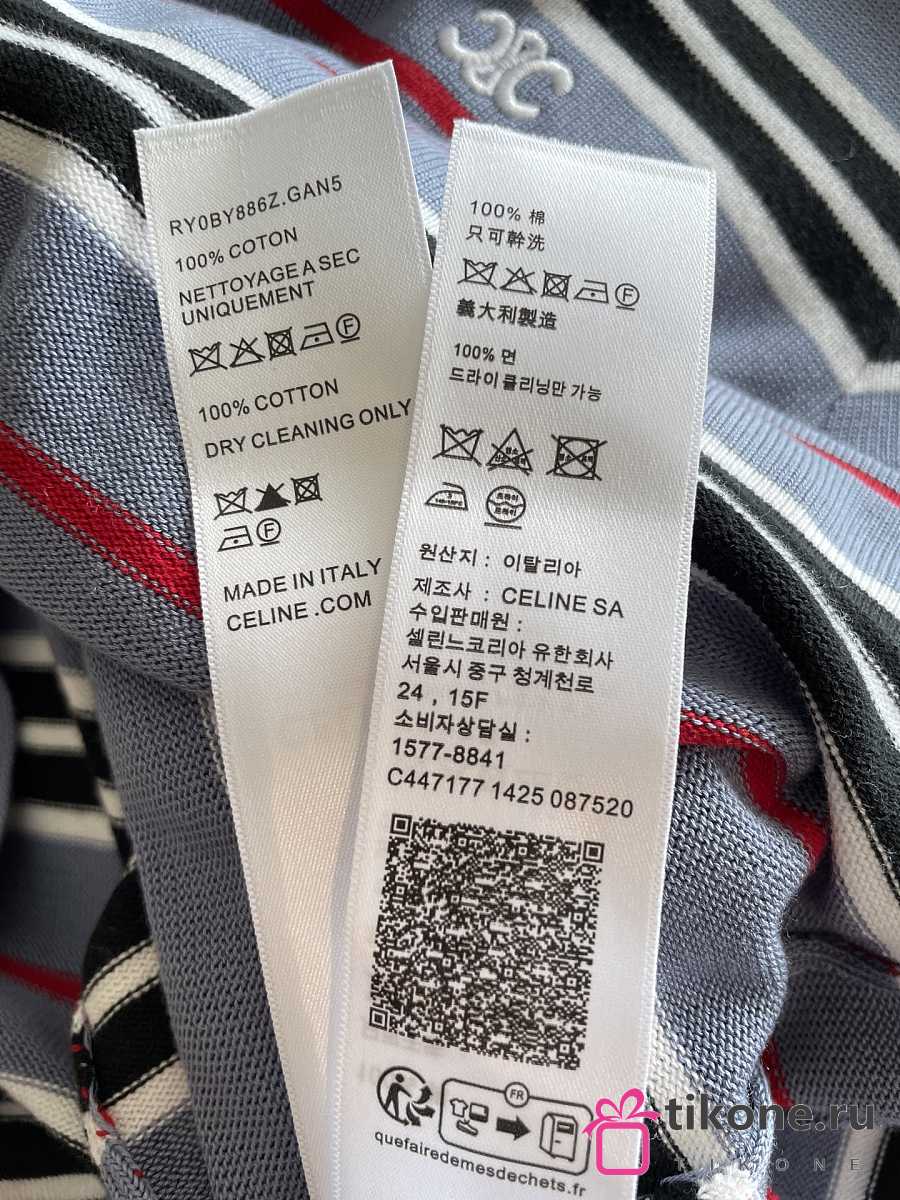 RY0BY886Z.GAN5
100% COTON
NETTOYAGE A SEC
UNIQUEMENT
F
100% COTTON
DRY CLEANING ONLY
F
MADE IN ITALY
CELINE .COM
100% 棉
只可幹洗
F
義大利製造
100% 면
드라이 클리닝만 가능
드라이
원산지 : 이탈리아
제조사 : CELINE SA
수입판매원 :
셀린느코리아 유한회사
서울시 중구 청계천로
24 , 15F
소비자상담실 :
1577-8841
C447177 1425 087520
FR
quefairedemesdechets.fr
tikone.ru
TIKONE